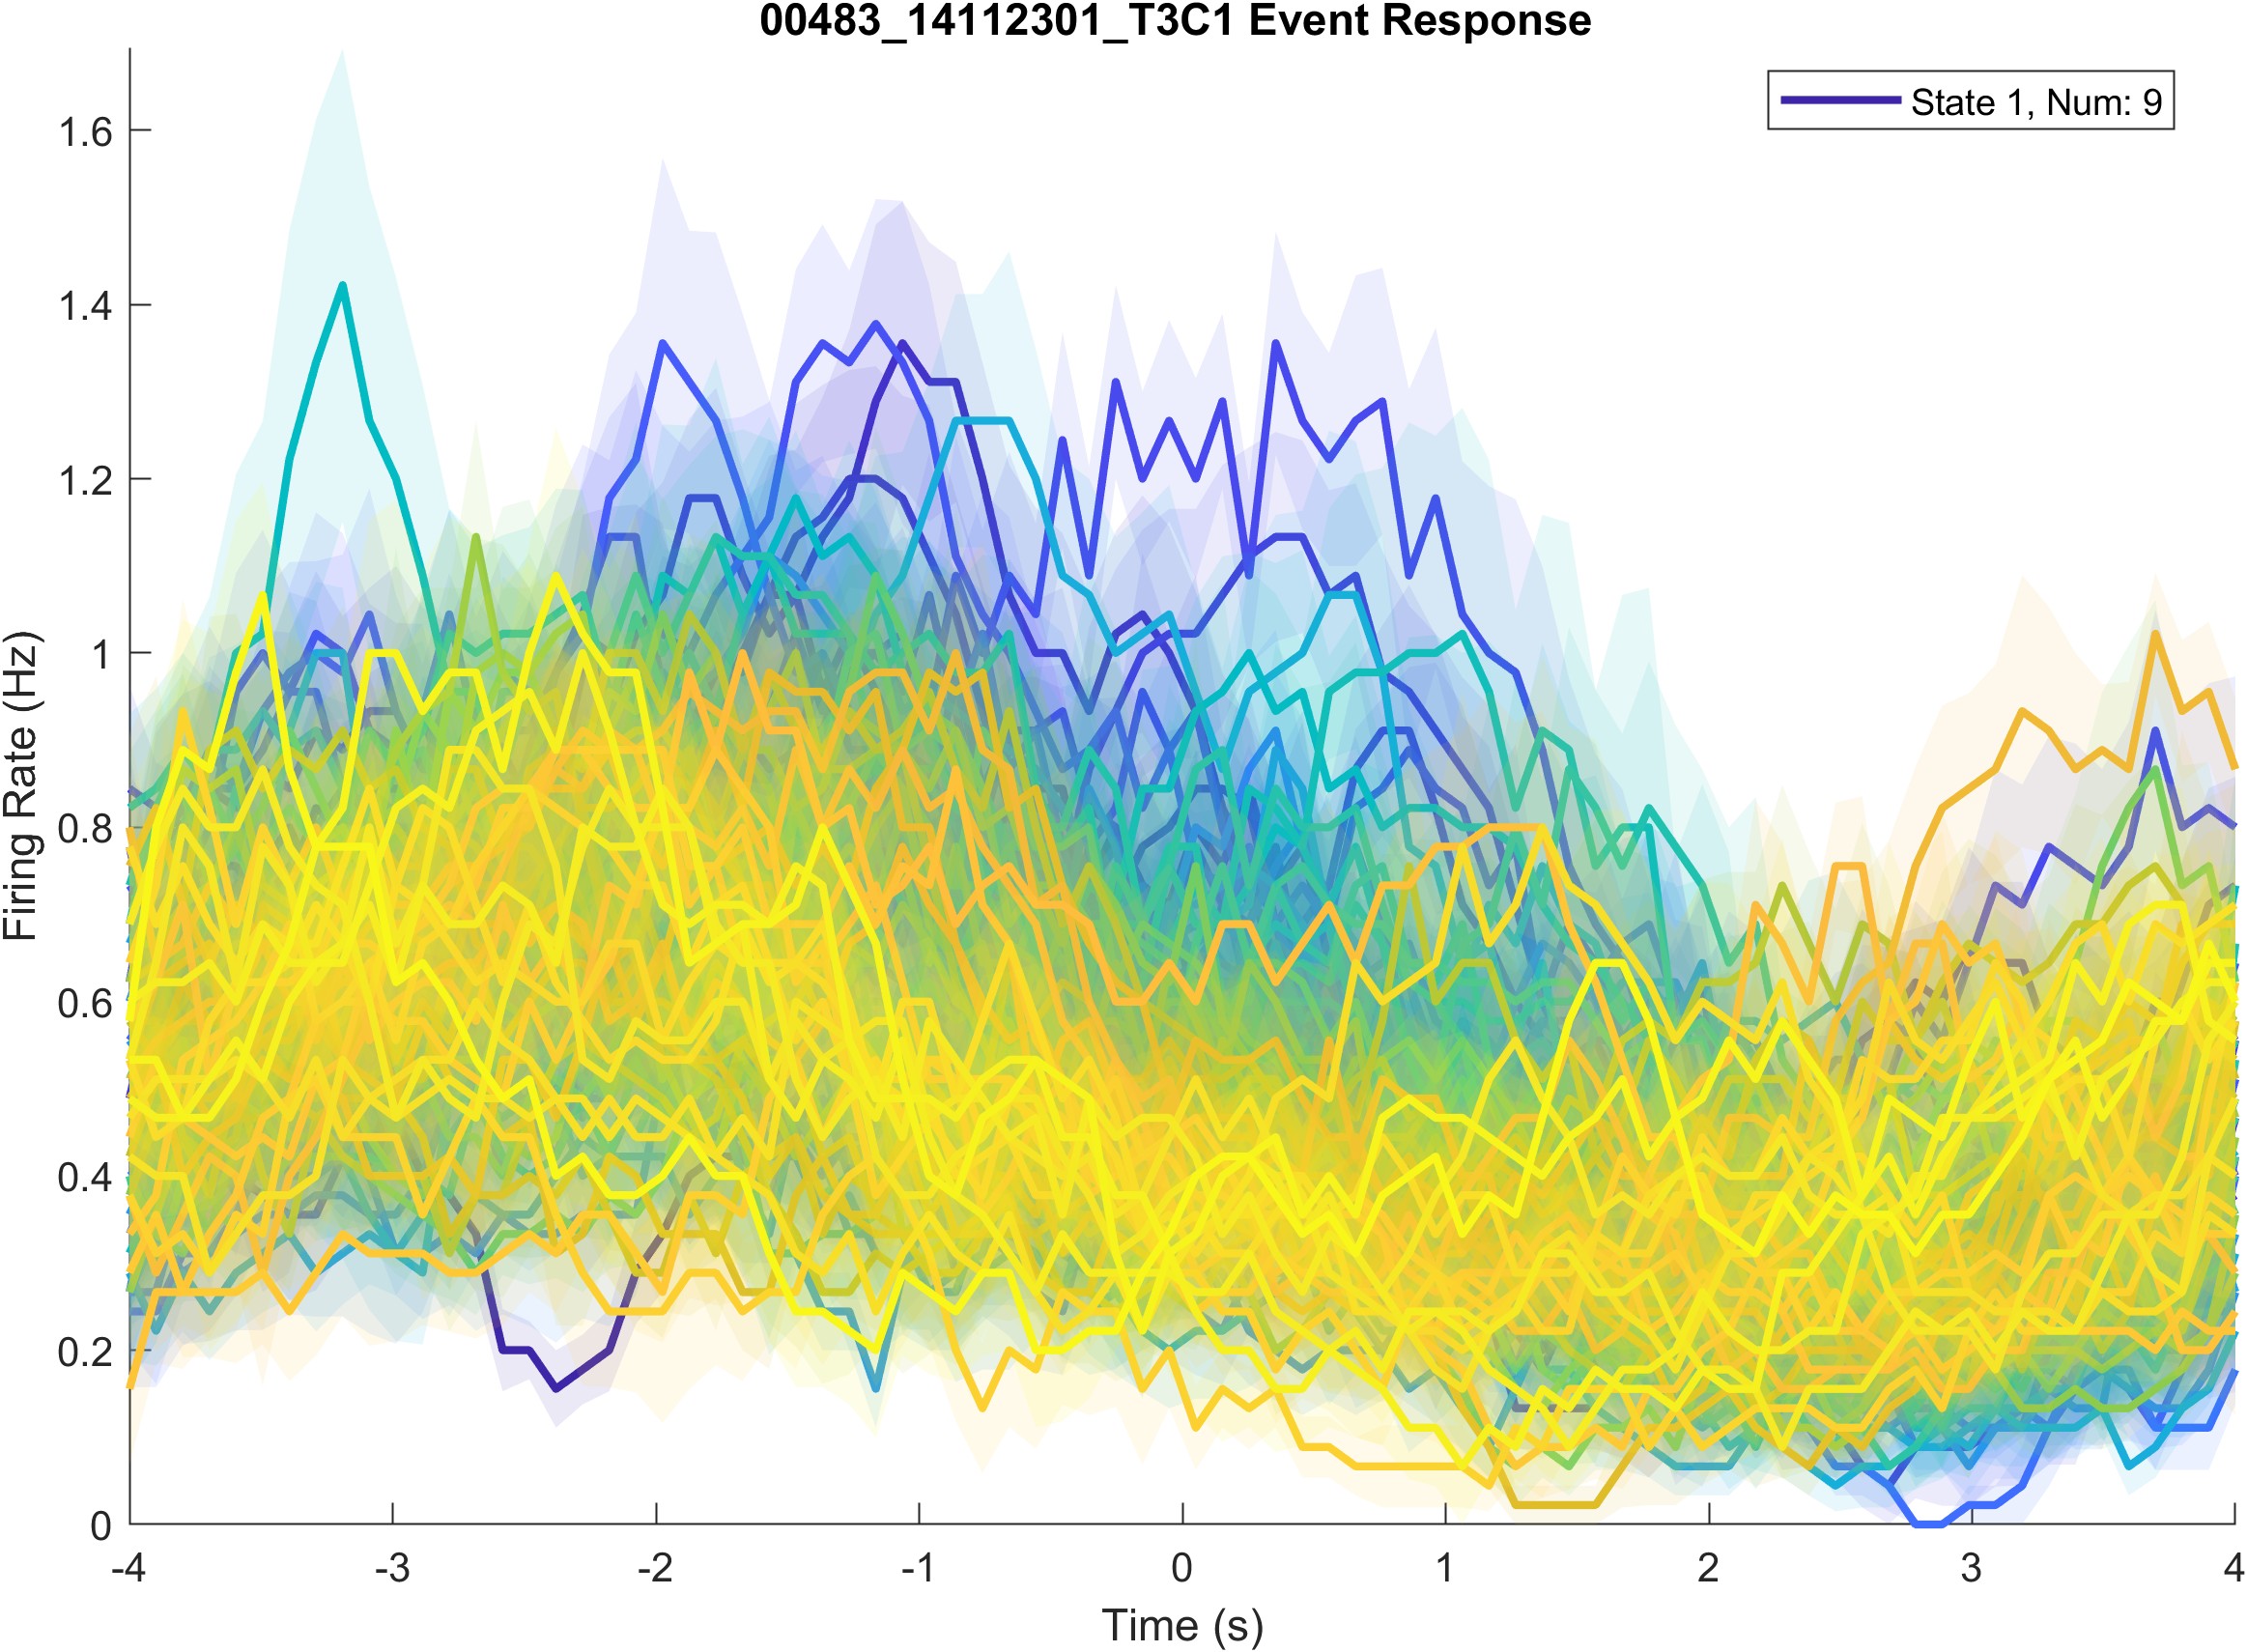 00483_14112301_T3C1 Event Response
State 1, Num: 9
Firing Rate (Hz)
1.6
1.4
1.2
1
0.8
0.6
0.4
0.2
0
-4 -3 -2 -1 0 1 2 3 4
Time (s)